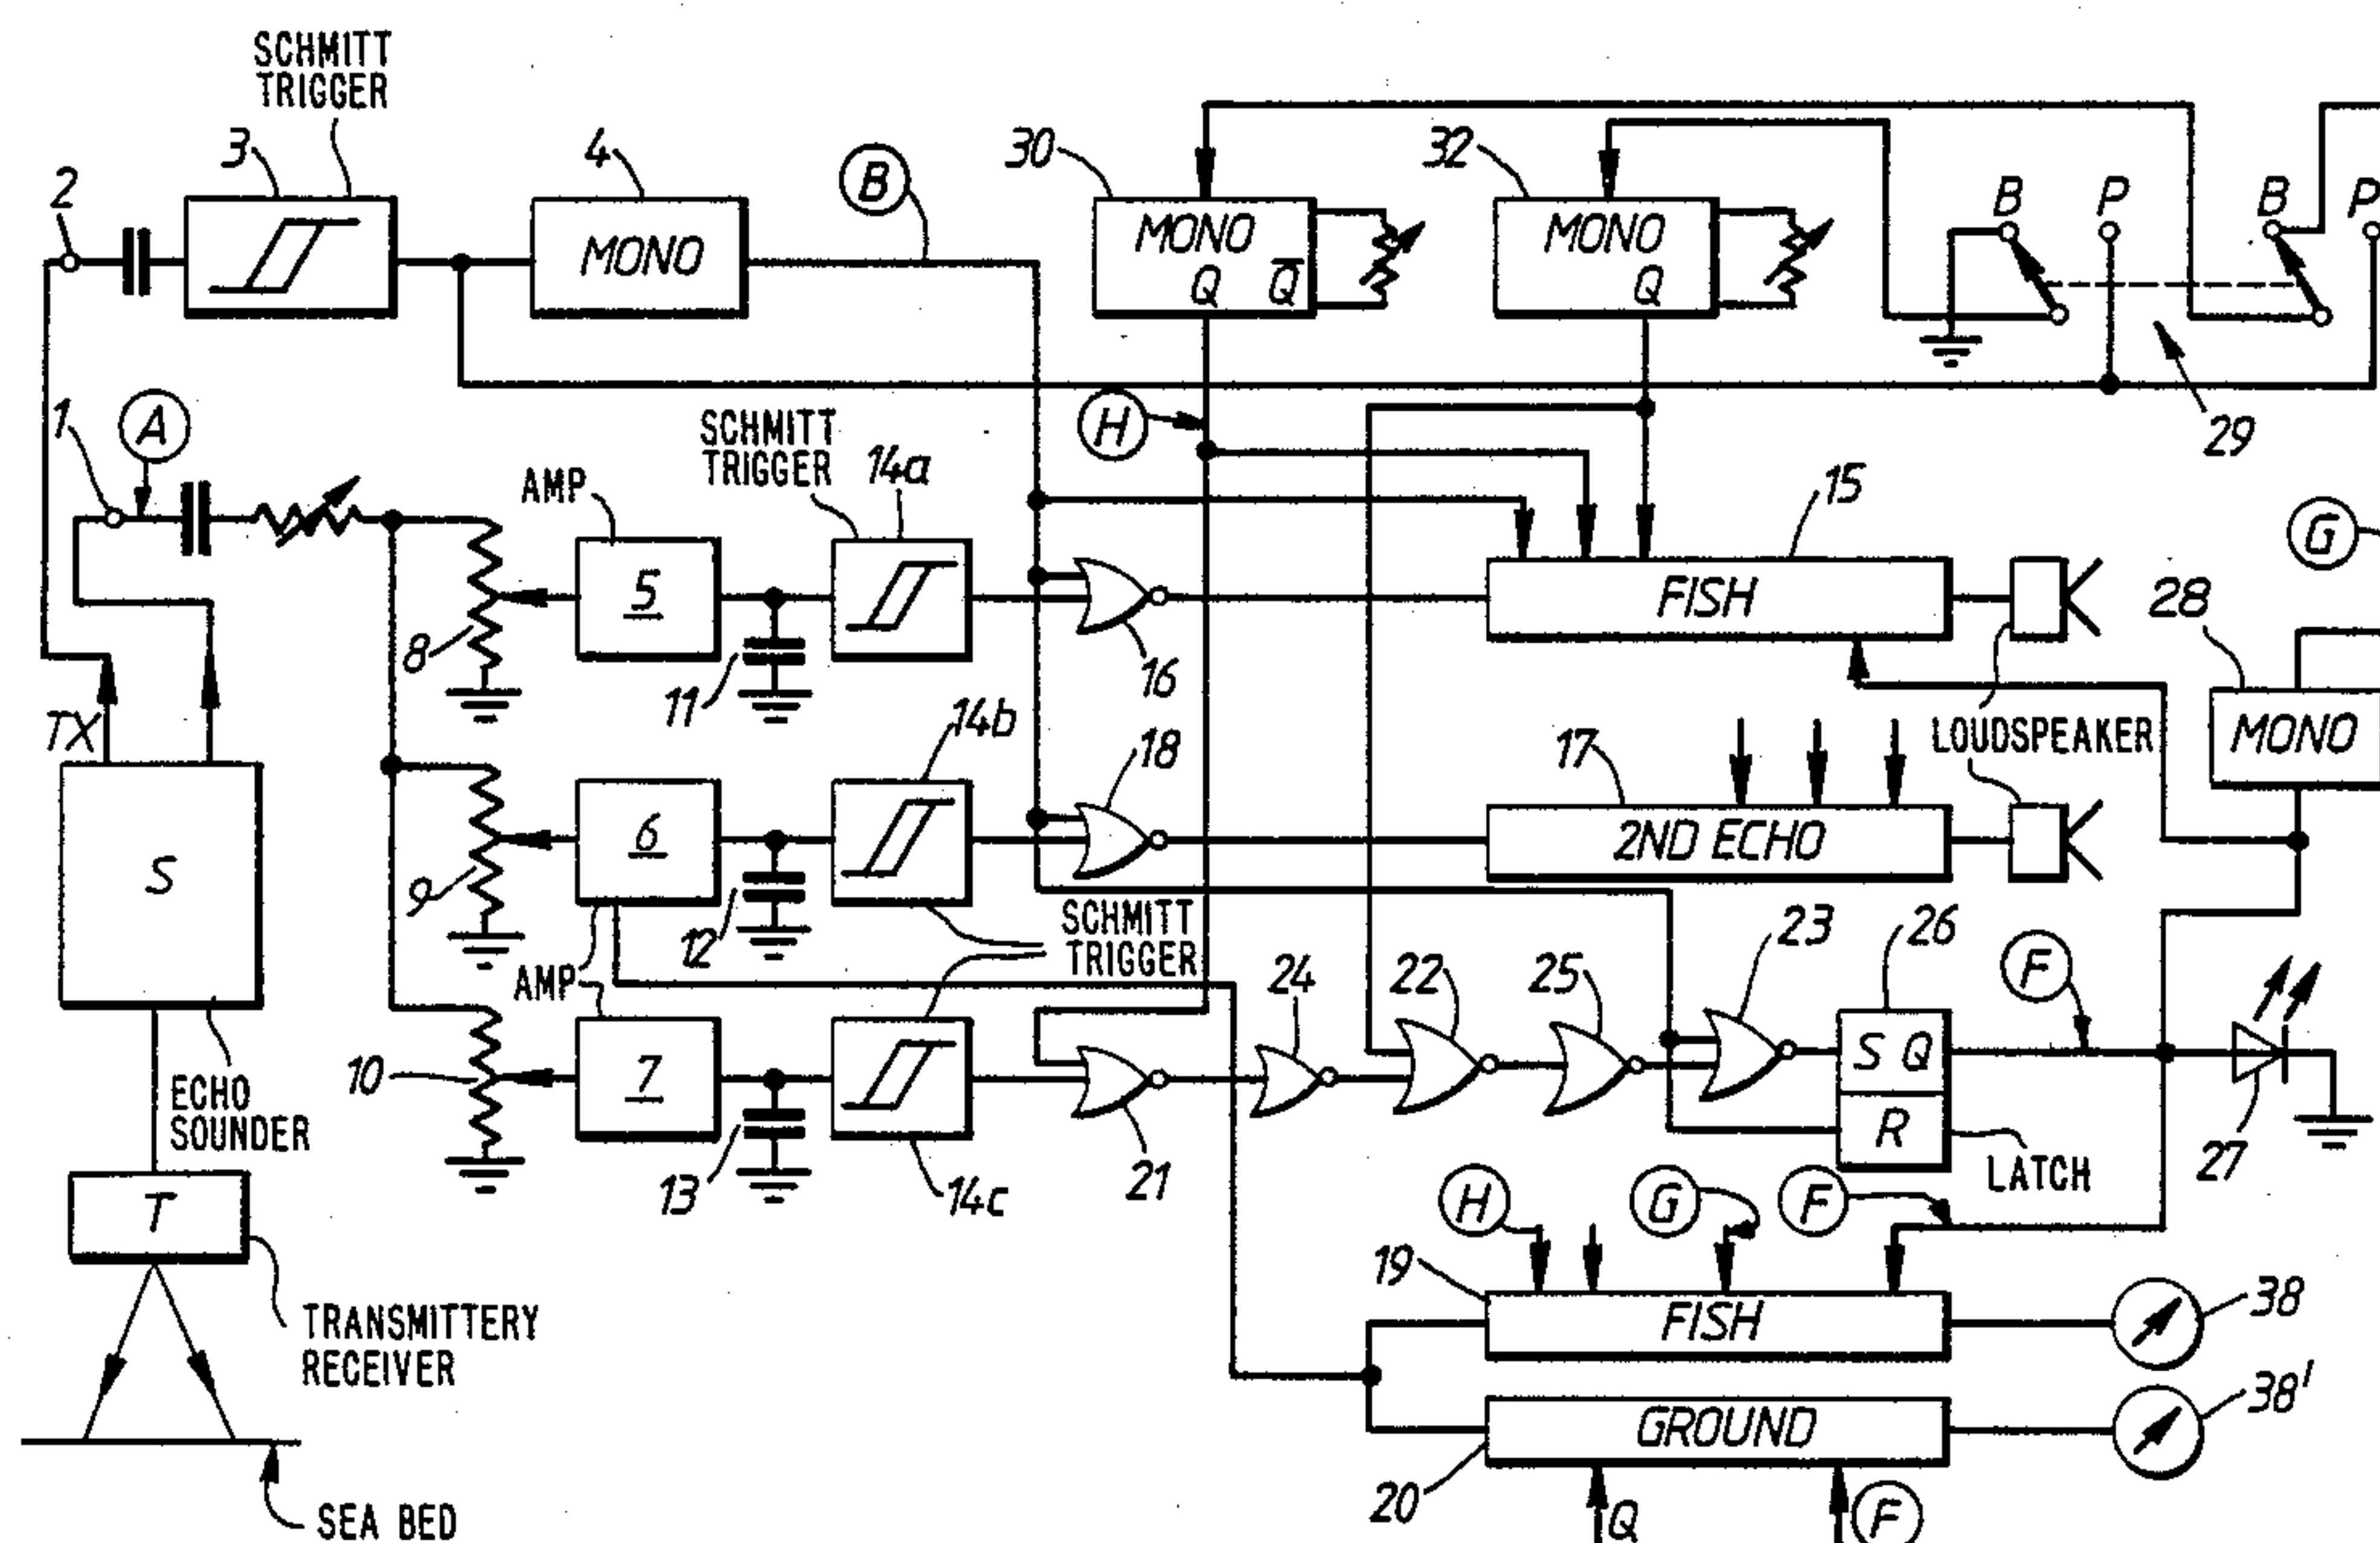 SCHMITT
TRIGGER
3
4
B
30
32
2
MONO
MONO
Q Q̅
MONO
Q
B
P
B
P
29
1
A
H
SCHMITT
TRIGGER
14a
AMP
15
G
5
FISH
28
8
11
16
TX
14b
18
17
LOUDSPEAKER
MONO
S
6
2ND ECHO
9
12
SCHMITT
TRIGGER
23
26
F
AMP
24
22
25
10
7
S Q
R
ECHO
SOUNDER
13
14c
21
LATCH
27
T
H
G
F
19
FISH
38
TRANSMITTERY
RECEIVER
GROUND
38'
20
Q
F
SEA BED